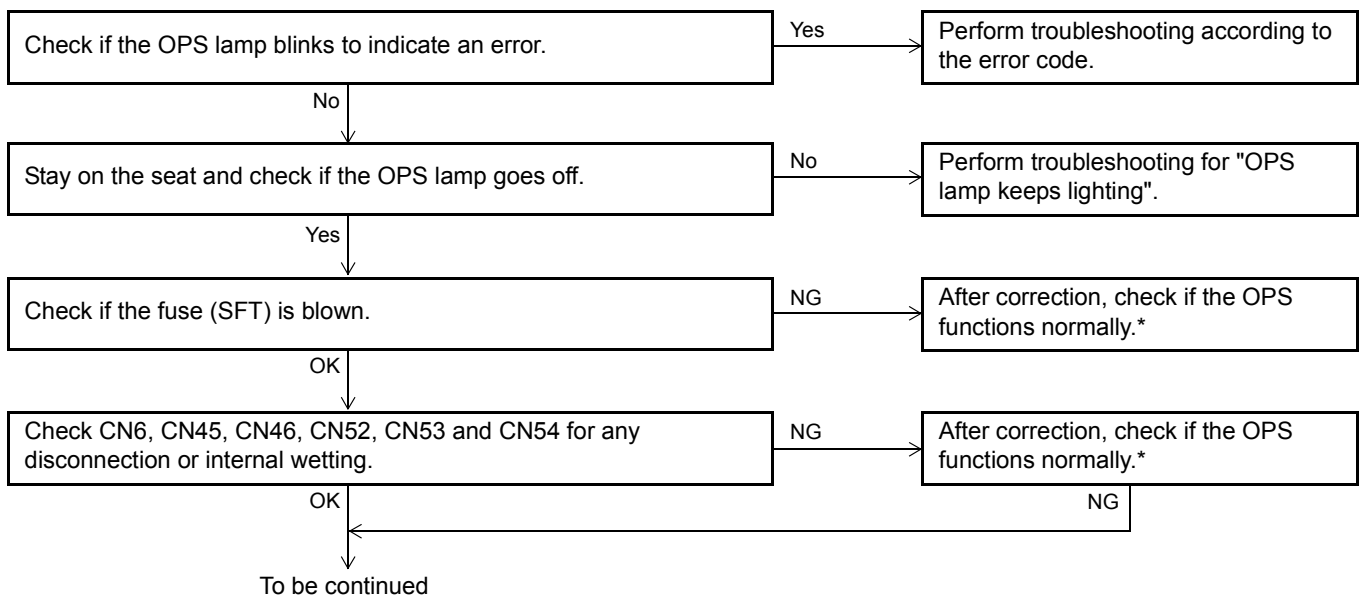 Check if the OPS lamp blinks to indicate an error.
Yes
Perform troubleshooting according to
the error code.
No
Stay on the seat and check if the OPS lamp goes off.
No
Perform troubleshooting for "OPS
lamp keeps lighting".
Yes
Check if the fuse (SFT) is blown.
NG
After correction, check if the OPS
functions normally.*
OK
Check CN6, CN45, CN46, CN52, CN53 and CN54 for any
disconnection or internal wetting.
NG
After correction, check if the OPS
functions normally.*
OK
NG
To be continued